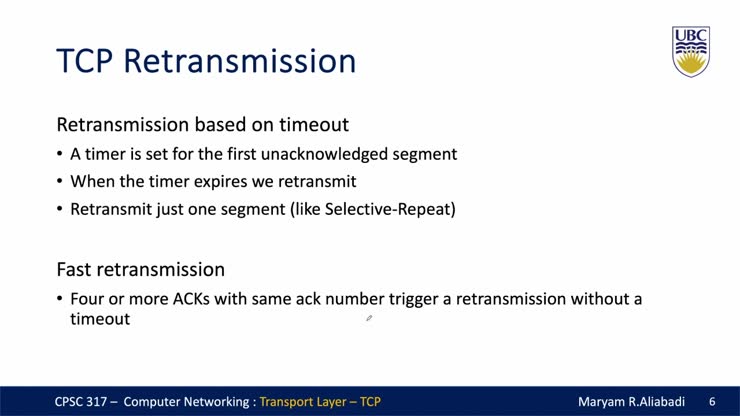 TCP Retransmission
UBC
Retransmission based on timeout
• A timer is set for the first unacknowledged segment
• When the timer expires we retransmit
• Retransmit just one segment (like Selective-Repeat)
Fast retransmission
• Four or more ACKs with same ack number trigger a retransmission without a
timeout
CPSC 317 – Computer Networking : Transport Layer – TCP
Maryam R.Aliabadi
6